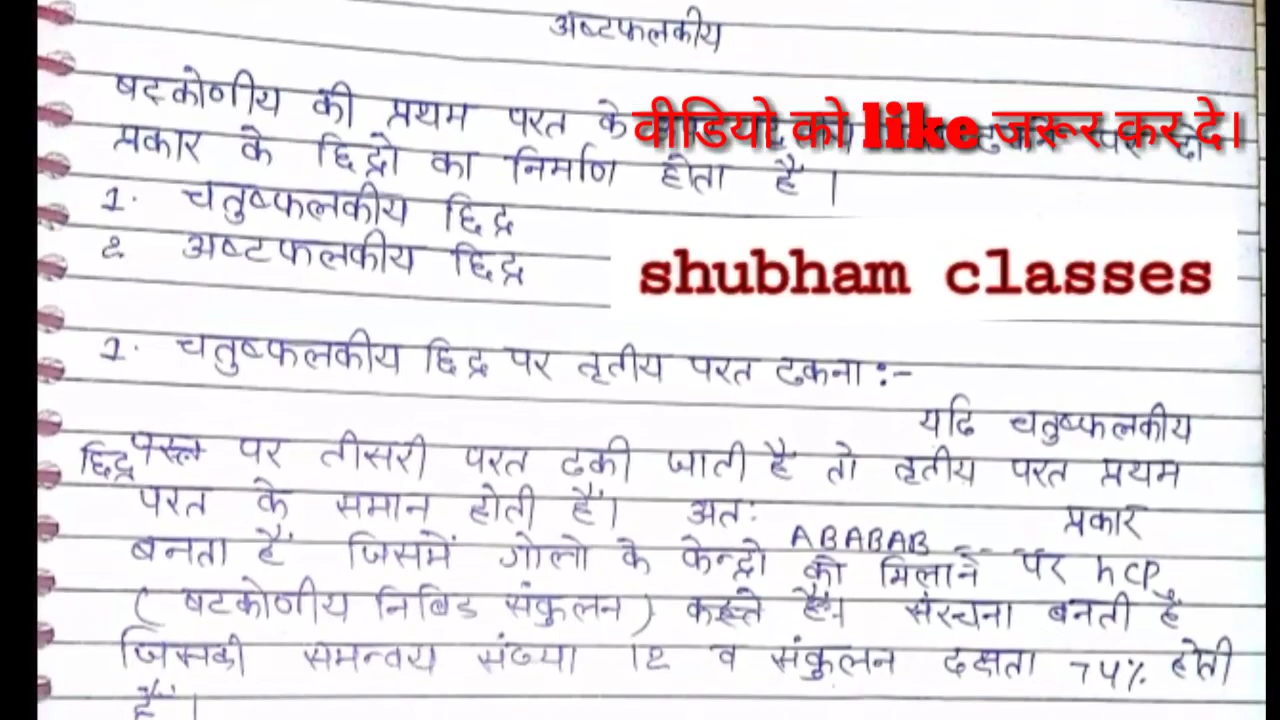 अष्टफलकीय
षट्कोणीय की प्रथम परत के
वीडियो को like जरूर कर दे।
प्रकार के छिद्रो का निर्माण होता है।
1. चतुष्फलकीय छिद्र
2 अष्टफलकीय छिद्र
shubham classes
1. चतुष्फलकीय छिद्र पर तृतीय परत ढकना :-
यदि चतुष्फलकीय
छिद्र पर तीसरी परत ढकी जाती है तो तृतीय परत प्रथम
परत के समान होती हैं। अतः ABABAB -- प्रकार
बनता हैं जिसमें गोलो के केन्द्रो को मिलाने पर hcp
(षटकोणीय निबिड संकुलन) कहते हैं। संरचना बनती है
जिसकी समन्वय संख्या 12 व संकुलन दक्षता 74% होती
हैं।